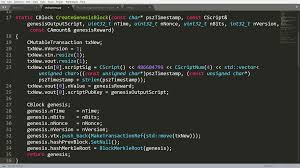 17 static CBlock CreateGenesisBlock(const char* pszTimestamp, const CScript&
genesisOutputScript, uint32_t nTime, uint32_t nNonce, uint32_t nBits, int32_t nVersion,
const CAmount& genesisReward)
{
CMutableTransaction txNew;
txNew.nVersion = 1;
txNew.vin.resize(1);
txNew.vout.resize(1);
txNew.vin[0].scriptSig = CScript() << 486604799 << CScriptNum(4) << std::vector<
unsigned char>((const unsigned char*)pszTimestamp, (const unsigned char*)
pszTimestamp + strlen(pszTimestamp));
txNew.vout[0].nValue = genesisReward;
txNew.vout[0].scriptPubKey = genesisOutputScript;
CBlock genesis;
genesis.nTime = nTime;
genesis.nBits = nBits;
genesis.nNonce = nNonce;
genesis.nVersion = nVersion;
genesis.vtx.push_back(MakeTransactionRef(std::move(txNew)));
genesis.hashPrevBlock.SetNull();
genesis.hashMerkleRoot = BlockMerkleRoot(genesis);
return genesis;
}